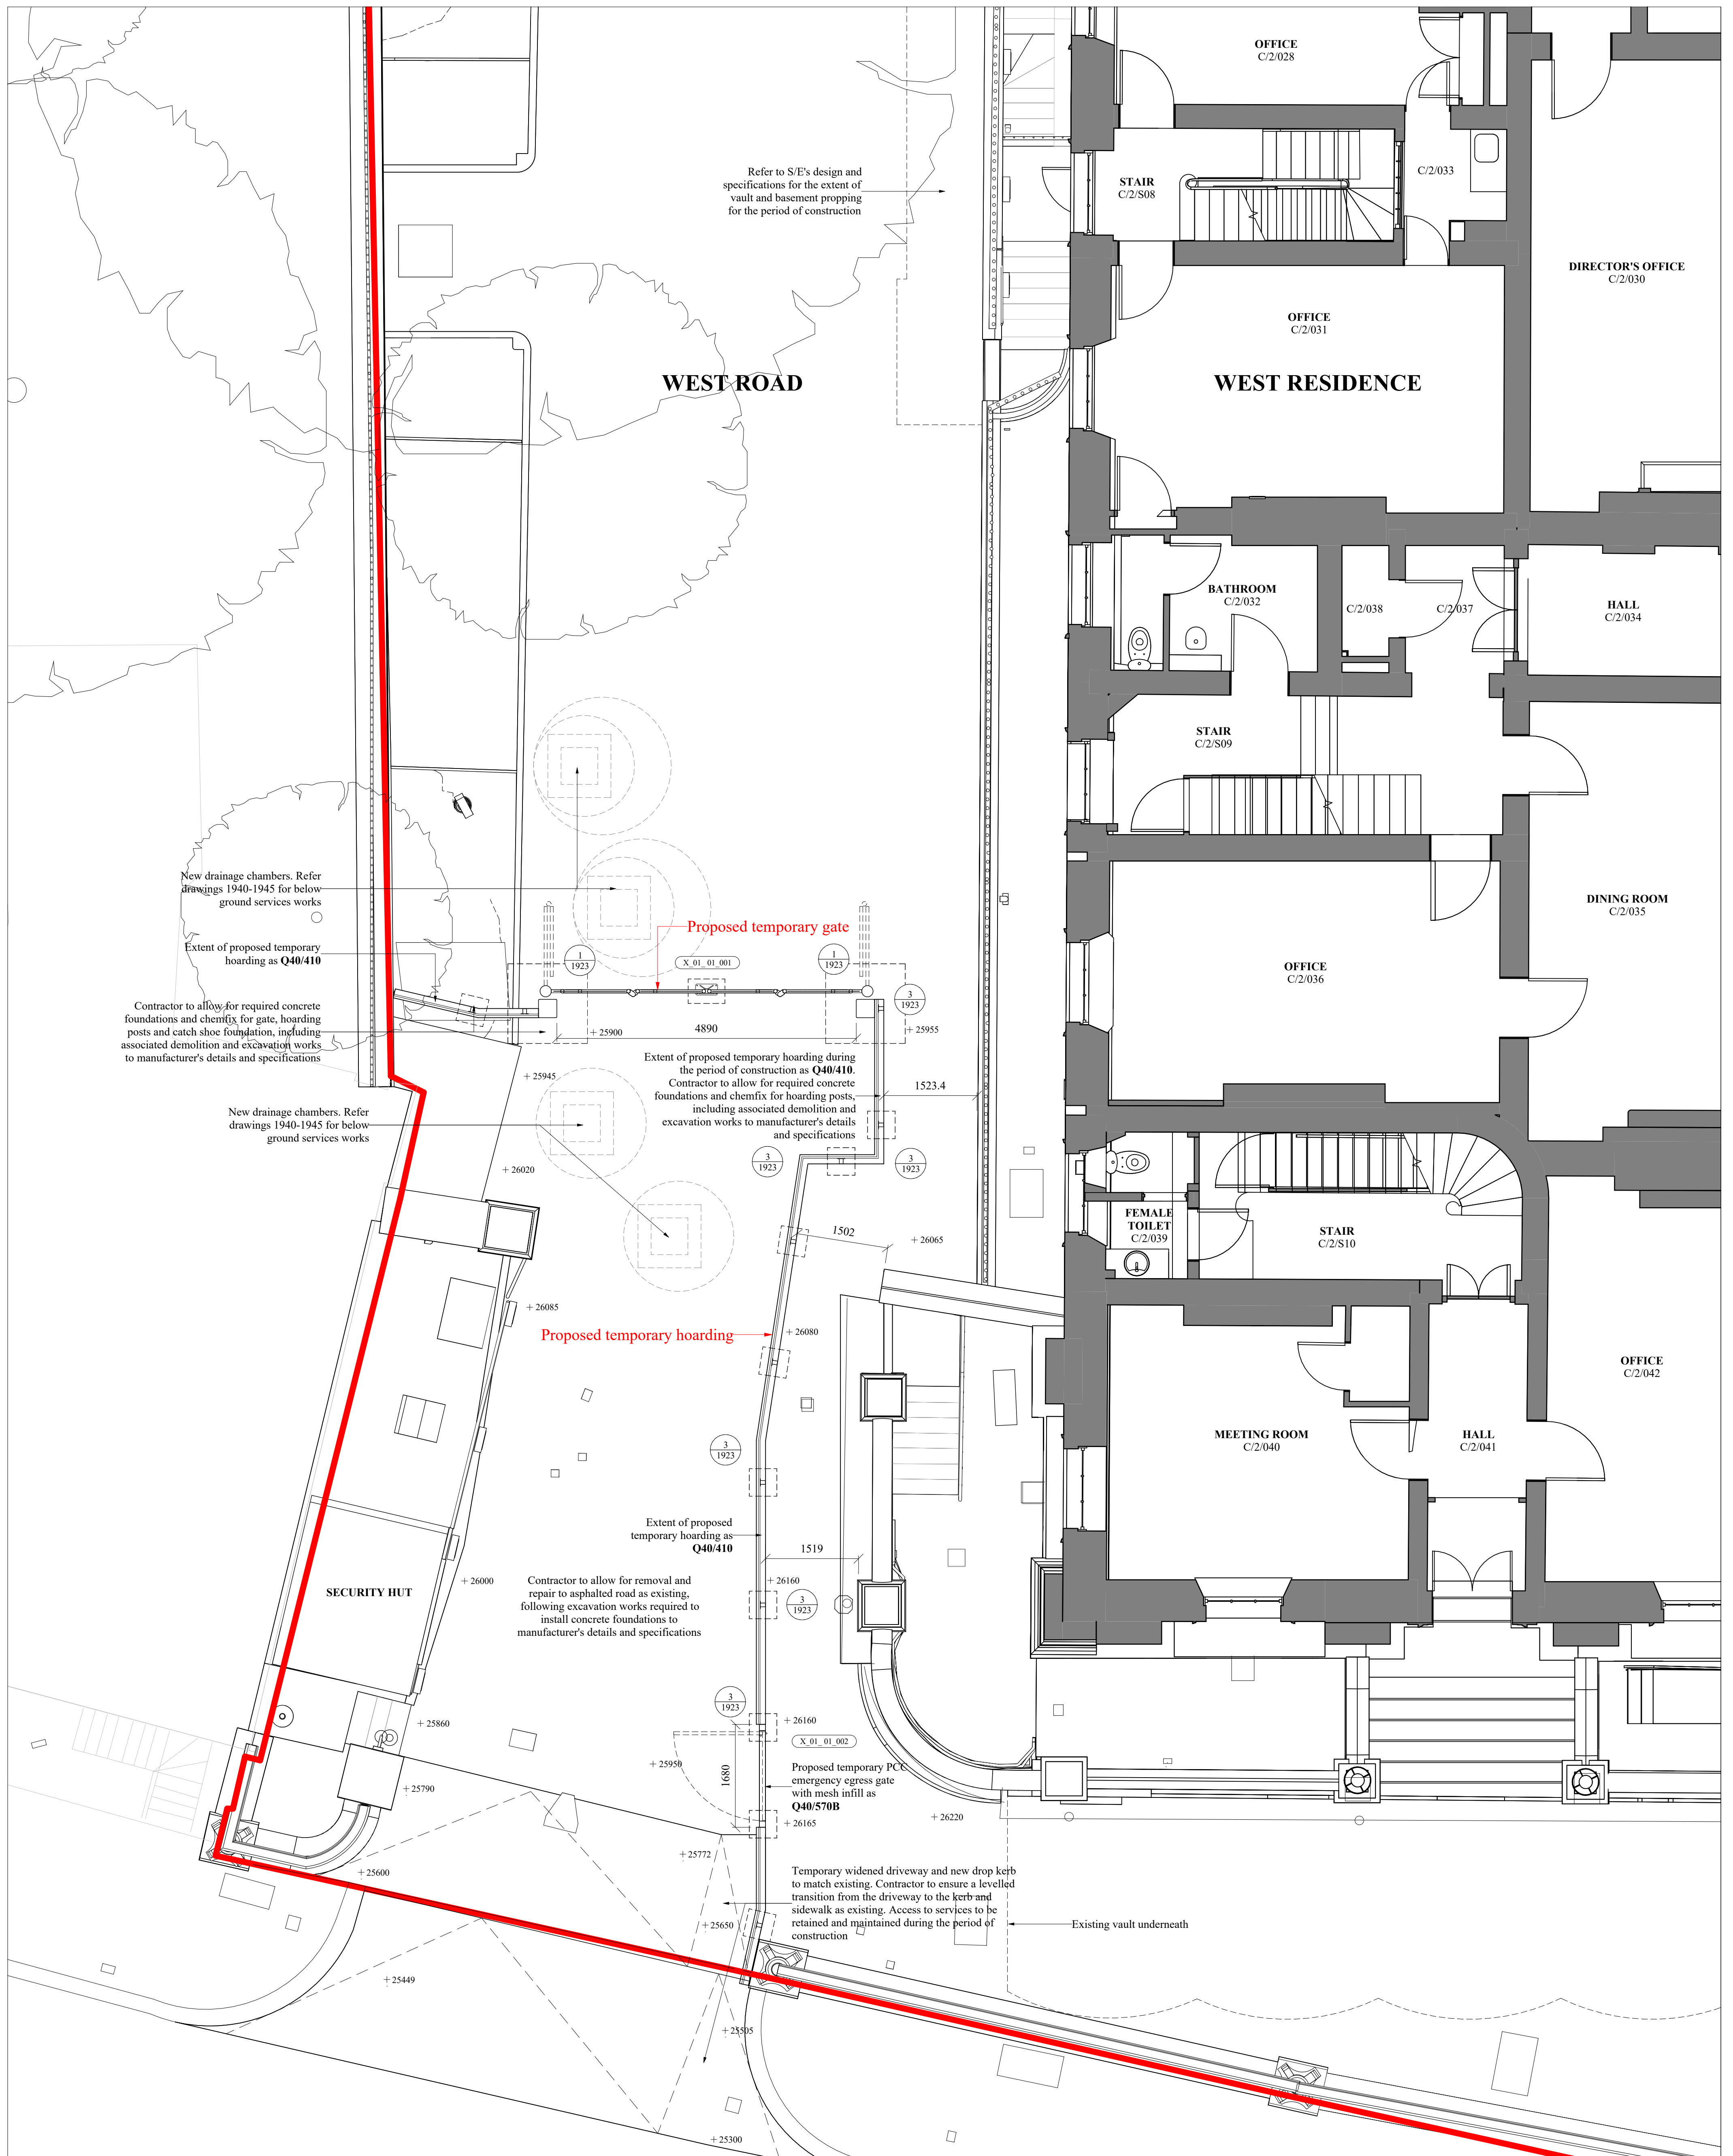 OFFICE
C/2/028
Refer to S/E's design and
specifications for the extent of
vault and basement propping
for the period of construction
STAIR
C/2/S08
C/2/033
DIRECTOR'S OFFICE
C/2/030
OFFICE
C/2/031
WEST ROAD
WEST RESIDENCE
BATHROOM
C/2/032
C/2/038
C/2/037
HALL
C/2/034
STAIR
C/2/S09
New drainage chambers. Refer
drawings 1940-1945 for below
ground services works
DINING ROOM
C/2/035
Proposed temporary gate
Extent of proposed temporary
hoarding as Q40/410
1
1923
X_01_01_001
1
1923
OFFICE
C/2/036
3
1923
Contractor to allow for required concrete
foundations and chemfix for gate, hoarding
posts and catch shoe foundation, including
associated demolition and excavation works
to manufacturer's details and specifications
+25900
4890
+25955
Extent of proposed temporary hoarding during
the period of construction as Q40/410.
Contractor to allow for required concrete
foundations and chemfix for hoarding posts,
including associated demolition and
excavation works to manufacturer's details
and specifications
+25945
1523.4
New drainage chambers. Refer
drawings 1940-1945 for below
ground services works
+26020
3
1923
3
1923
FEMALE
TOILET
C/2/039
STAIR
C/2/S10
1502
+26065
+26085
Proposed temporary hoarding
+26080
OFFICE
C/2/042
MEETING ROOM
C/2/040
HALL
C/2/041
3
1923
Extent of proposed
temporary hoarding as
Q40/410
1519
SECURITY HUT
+26000
Contractor to allow for removal and
repair to asphalted road as existing,
following excavation works required to
install concrete foundations to
manufacturer's details and specifications
+26160
3
1923
3
1923
+25860
+26160
X_01_01_002
+25950
1680
+25790
Proposed temporary PCC
emergency egress gate
with mesh infill as
Q40/570B
+26165
+26220
+25772
+25600
Temporary widened driveway and new drop kerb
to match existing. Contractor to ensure a levelled
transition from the driveway to the kerb and
sidewalk as existing. Access to services to be
retained and maintained during the period of
construction
+25650
Existing vault underneath
+25449
+25505
+25300